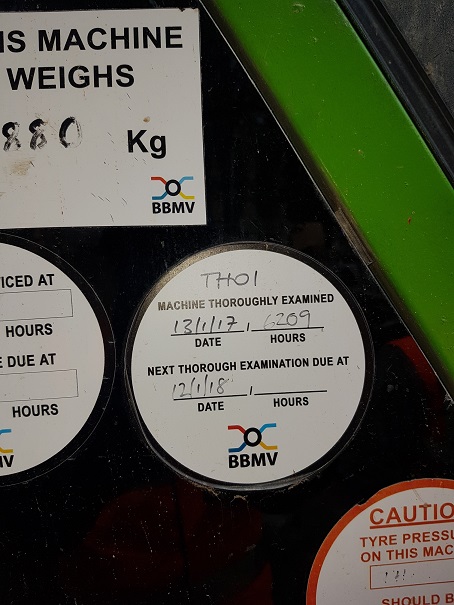 IS MACHINE
WEIGHS
880 Kg
BBMV
ICED AT
HOURS
E DUE AT
HOURS
MV
TH01
MACHINE THOROUGHLY EXAMINED
13/1/17, 6209
DATE HOURS
NEXT THOROUGH EXAMINATION DUE AT
12/1/18,
DATE HOURS
BBMV
CAUTIO
TYRE PRESSU
ON THIS MAC
SHOULD B